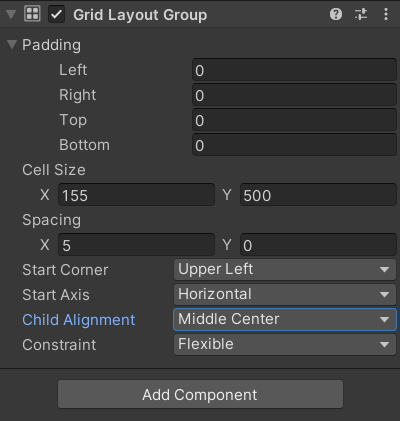 Grid Layout Group
Padding
Left 0
Right 0
Top 0
Bottom 0
Cell Size
X 155 Y 500
Spacing
X 5 Y 0
Start Corner Upper Left
Start Axis Horizontal
Child Alignment Middle Center
Constraint Flexible
Add Component